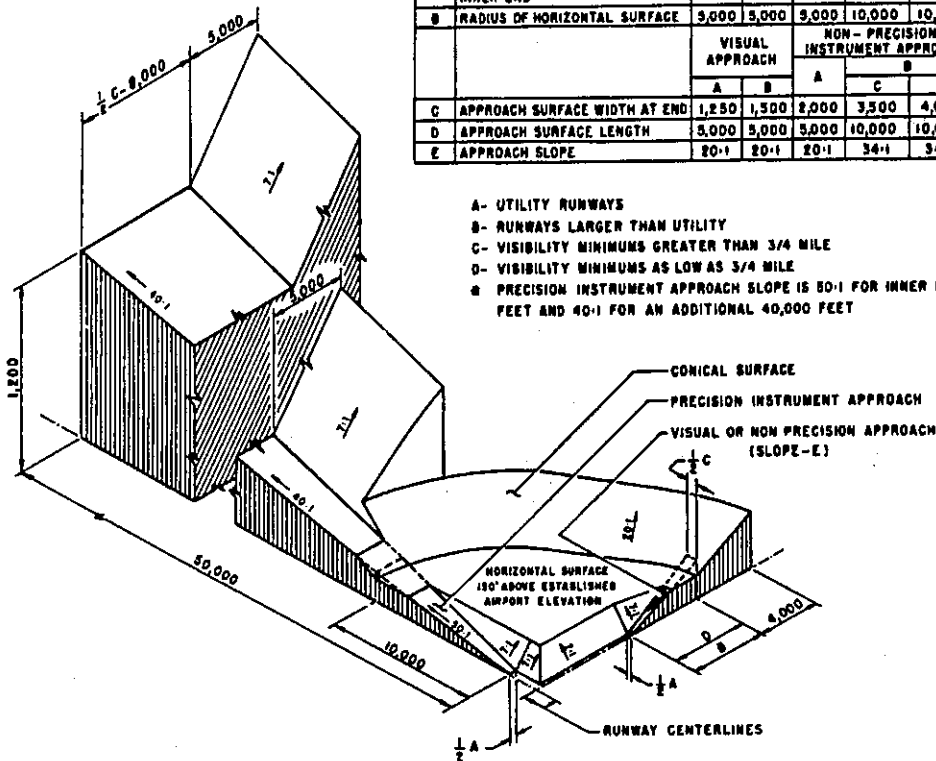 B RADIUS OF HORIZONTAL SURFACE 5,000 5,000 5,000 10,000 10,
VISUAL APPROACH
NON-PRECISION
INSTRUMENT
A B A B
C
C APPROACH SURFACE WIDTH AT END 1,250 1,500 2,000 3,500
D APPROACH SURFACE LENGTH 5,000 5,000 5,000 10,000
E APPROACH SLOPE 20:1 20:1 20:1 34:1
A- UTILITY RUNWAYS
B- RUNWAYS LARGER THAN UTILITY
C- VISIBILITY MINIMUMS GREATER THAN 3/4 MILE
D- VISIBILITY MINIMUMS AS LOW AS 3/4 MILE
PRECISION INSTRUMENT APPROACH SLOPE IS 50:1 FOR INNER
FEET AND 40:1 FOR AN ADDITIONAL 40,000 FEET
5,000
1/2 C-8,000
7:1
40:1
5,000
1,200
7:1
40:1
50,000
CONICAL SURFACE
PRECISION INSTRUMENT APPROACH
VISUAL OR NON PRECISION APPROACH
(SLOPE-E)
1/2 C
20:1
HORIZONTAL SURFACE
150' ABOVE ESTABLISHED
AIRPORT ELEVATION
50:1
7:1
7:1
7:1
7:1
10,000
4,000
D
B
1/2 A
RUNWAY CENTERLINES
1/2 A